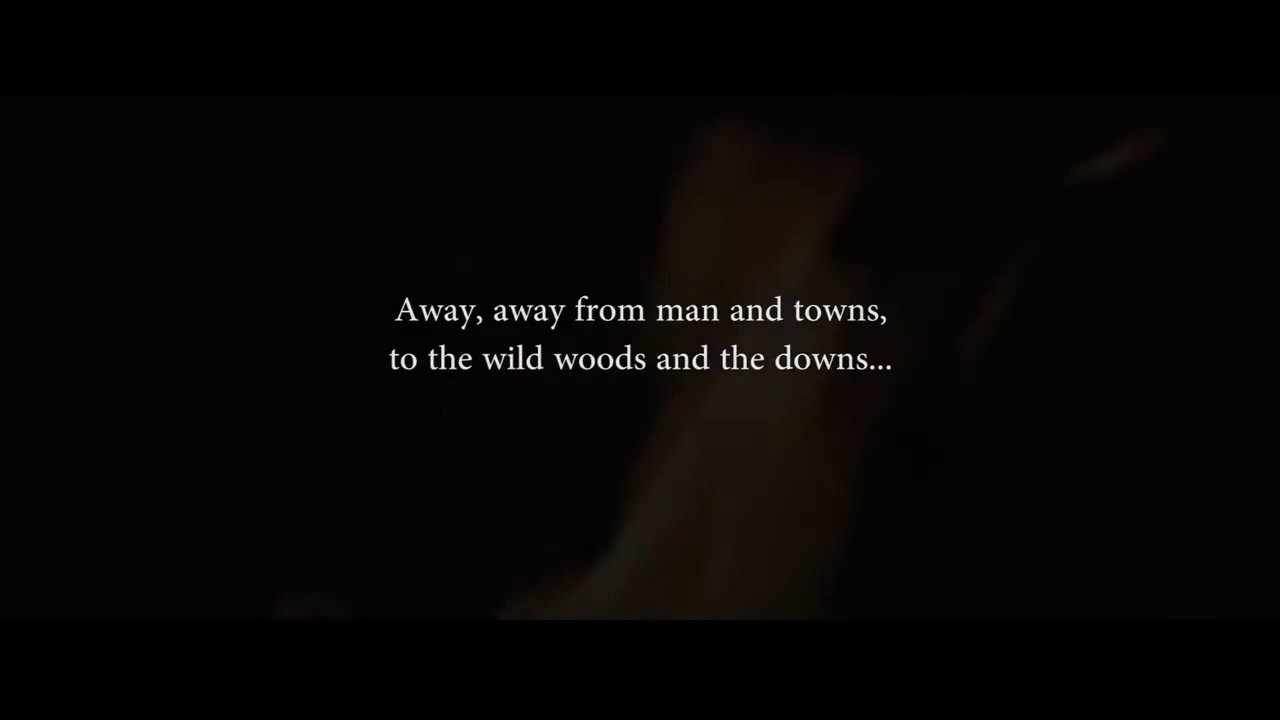 Away, away from man and towns,
to the wild woods and the downs...